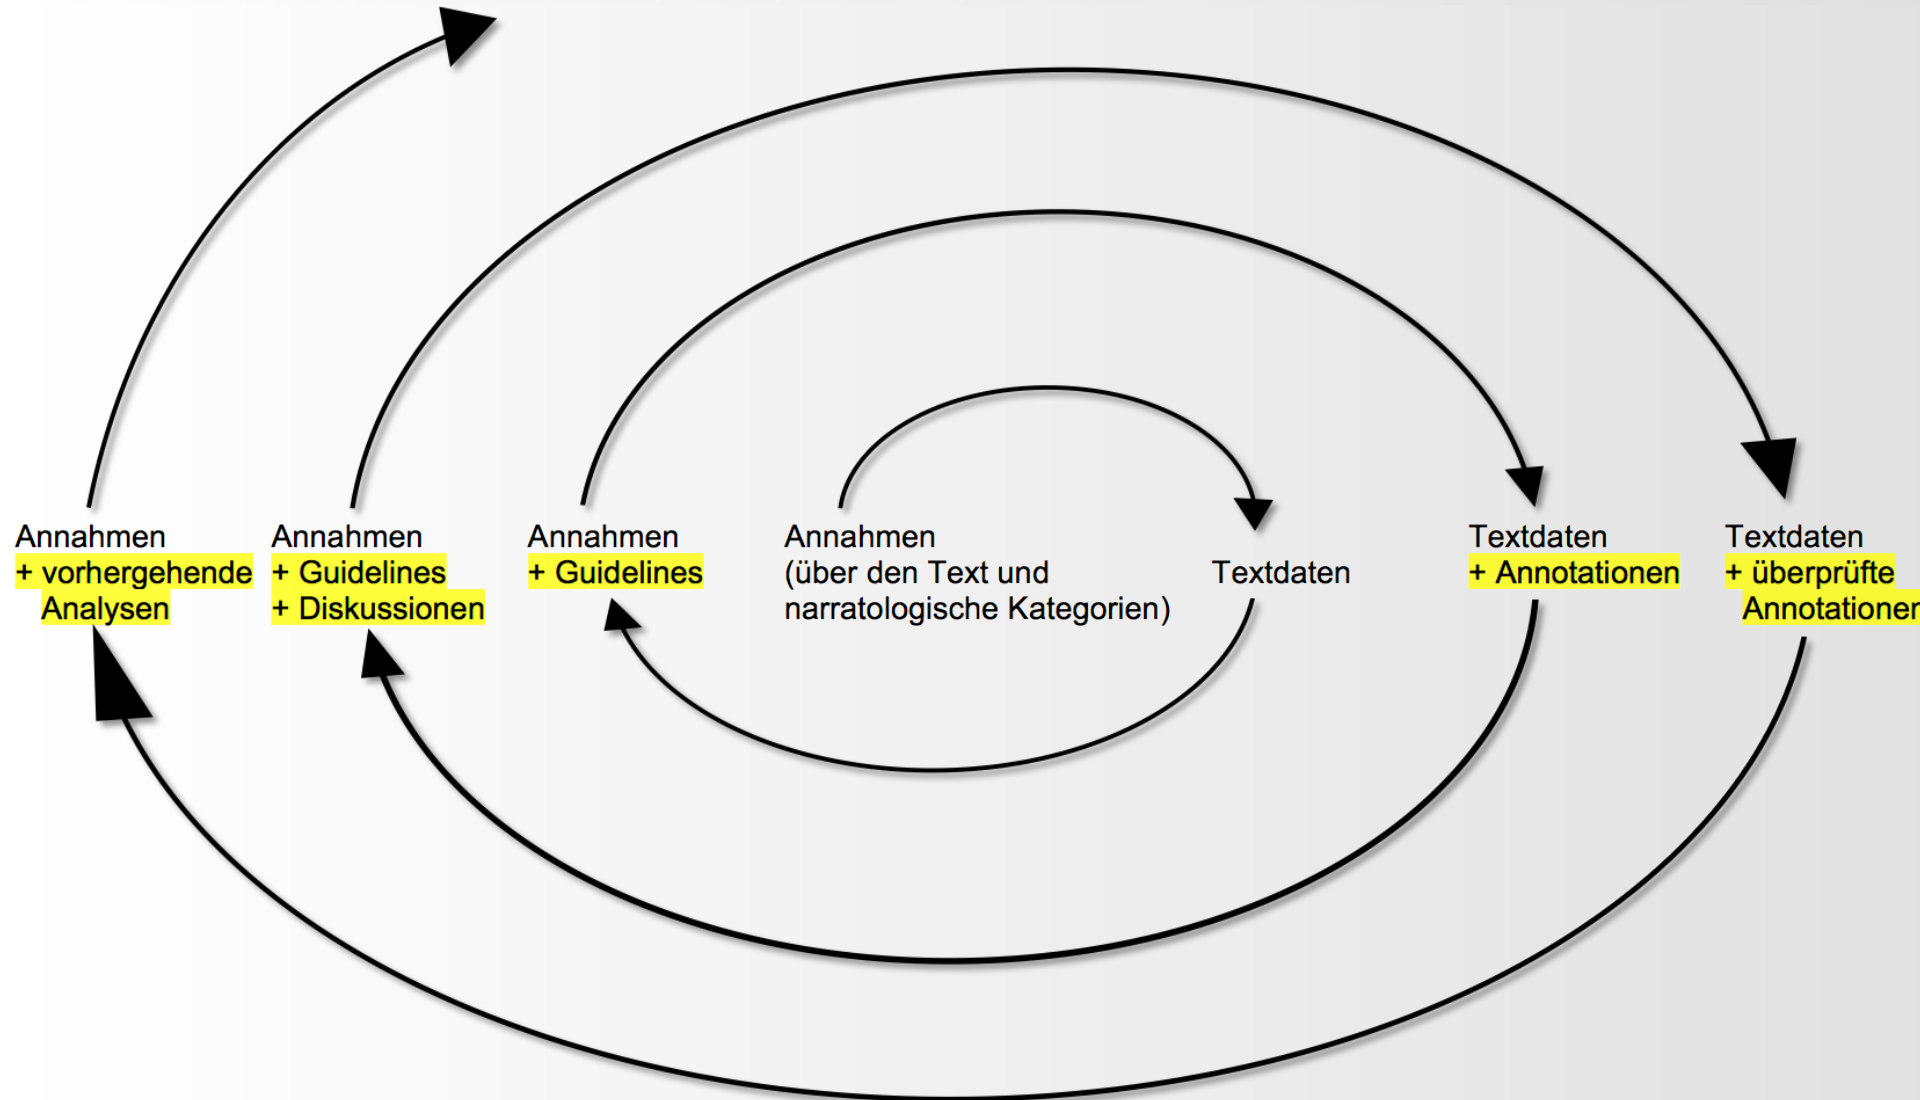 Annahmen
+ vorhergehende
Analysen
Annahmen
+ Guidelines
+ Diskussionen
Annahmen
+ Guidelines
Annahmen
(über den Text und
narratologische Kategorien)
Textdaten
Textdaten
+ Annotationen
Textdaten
+ überprüfte
Annotationen